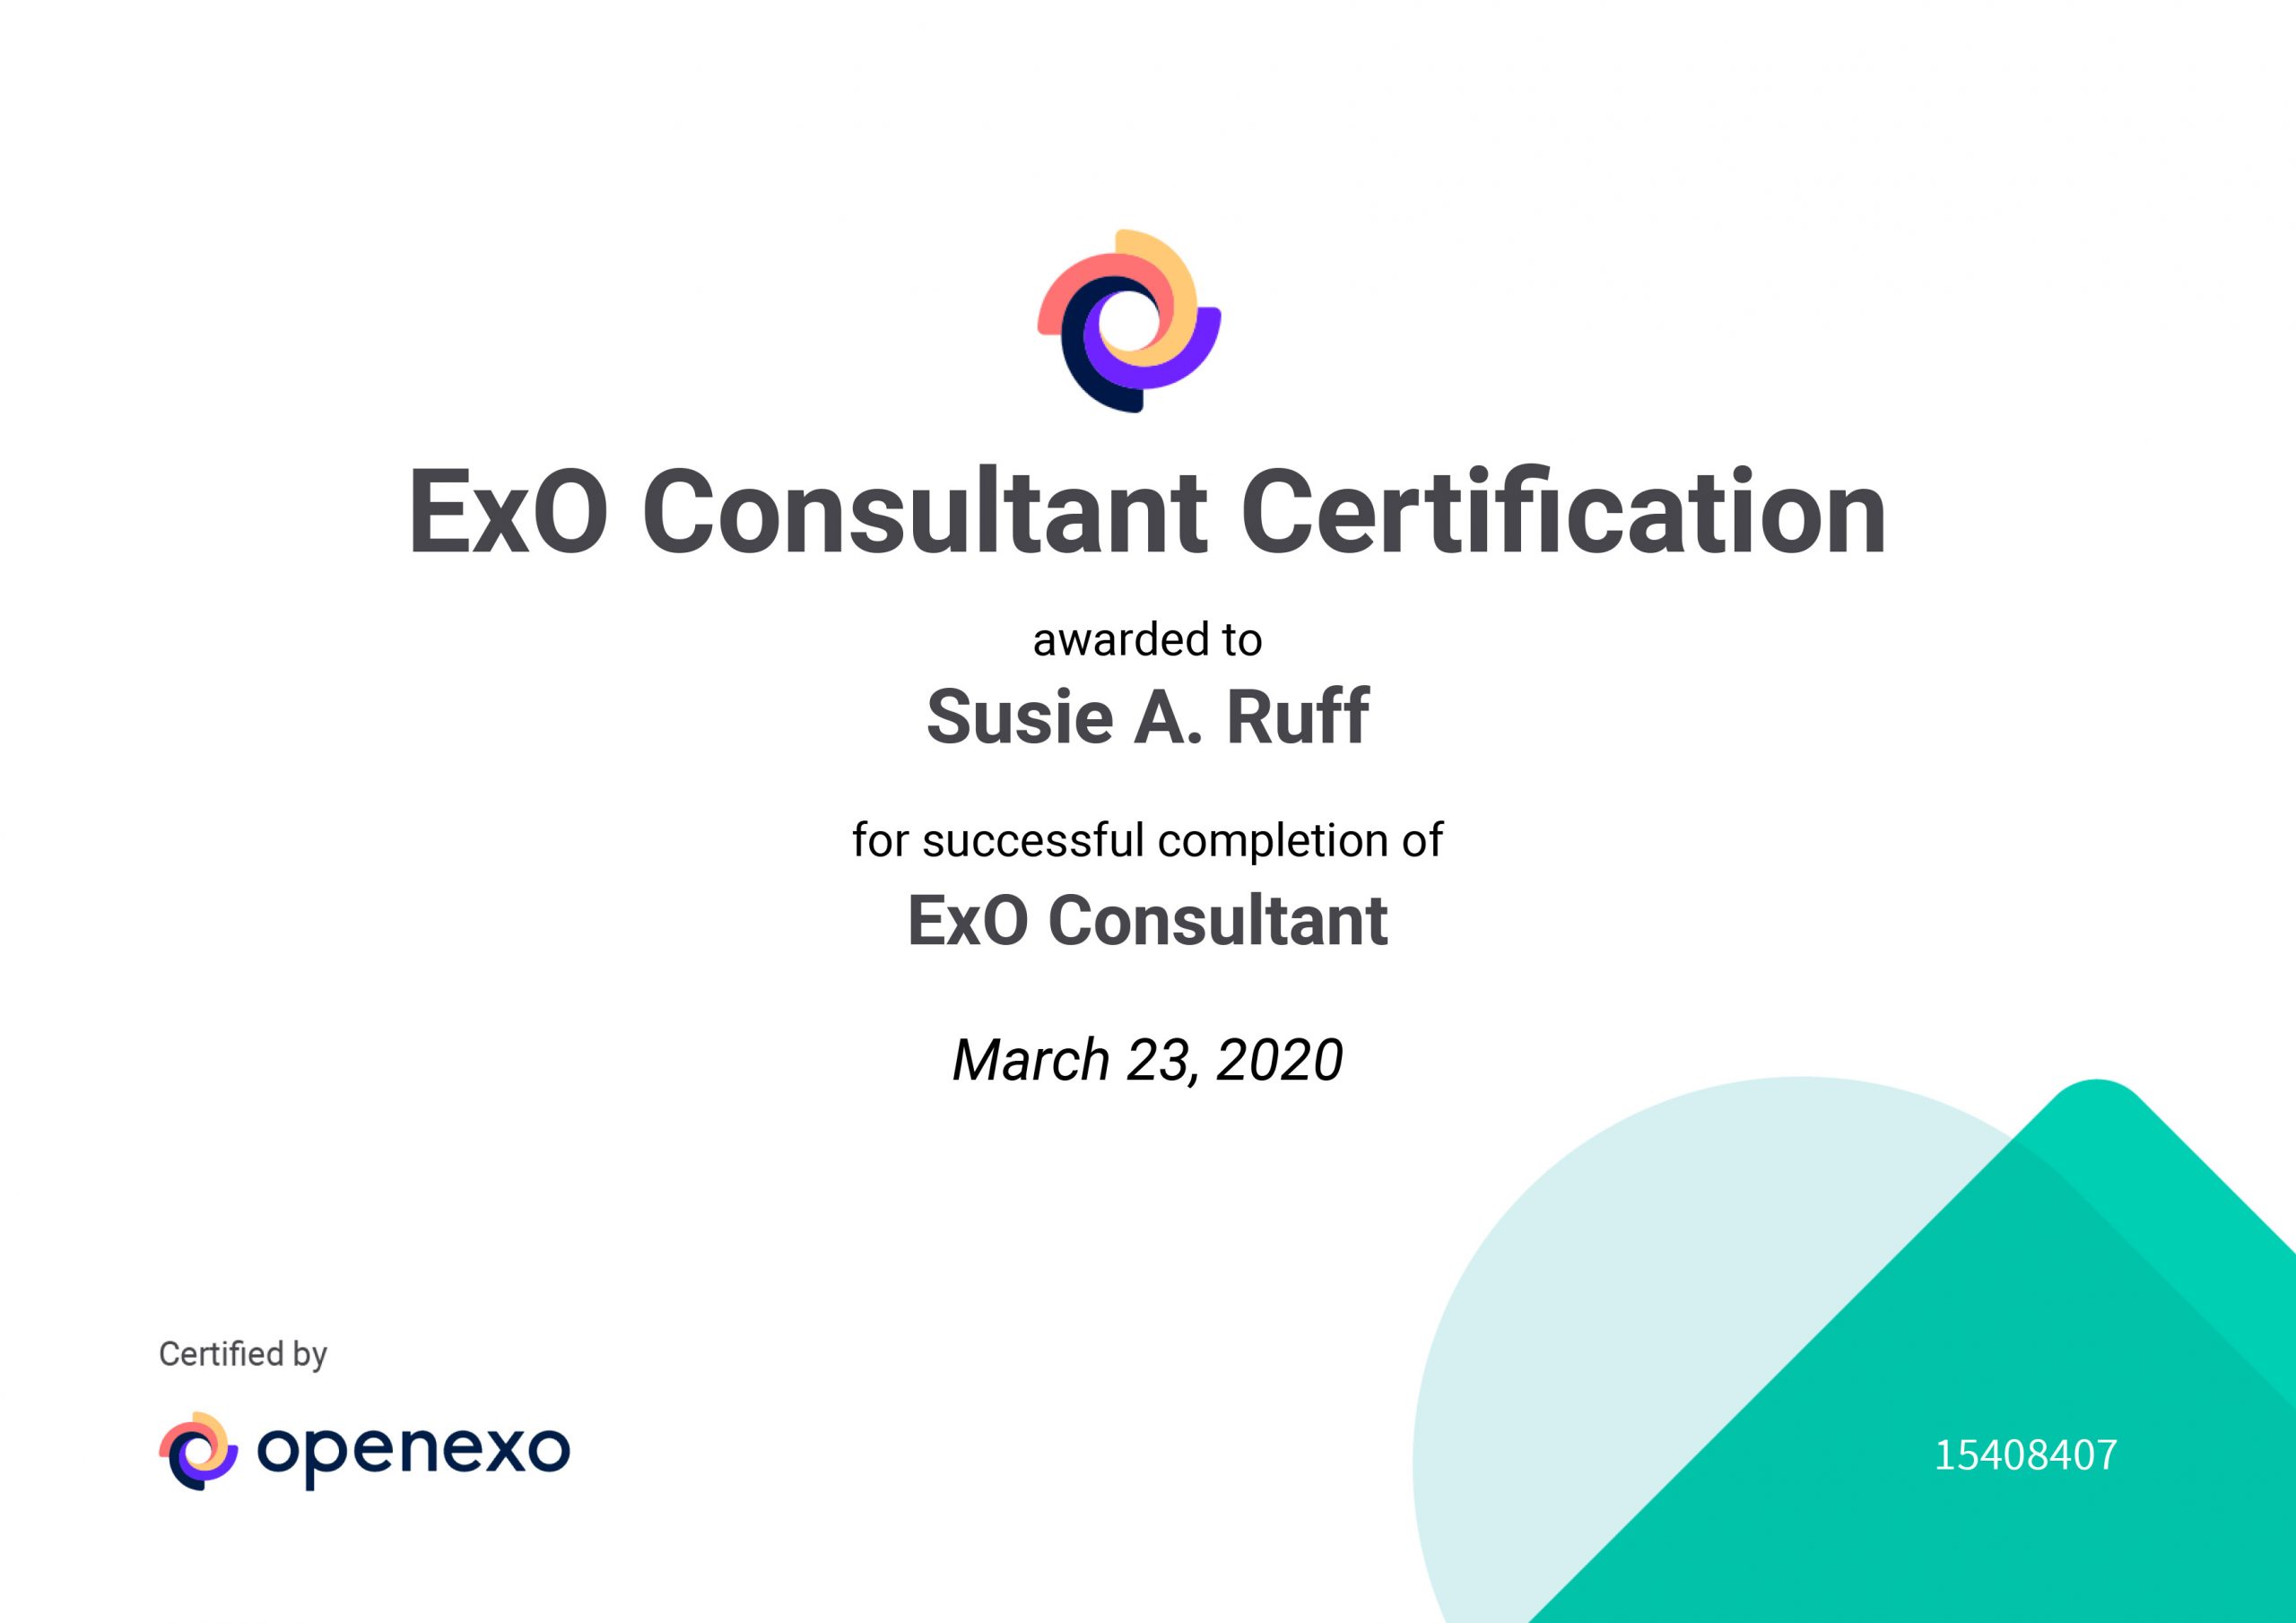 ExO Consultant Certification
awarded to
Susie A. Ruff
for successful completion of
ExO Consultant
March 23, 2020
Certified by
openexo
15408407